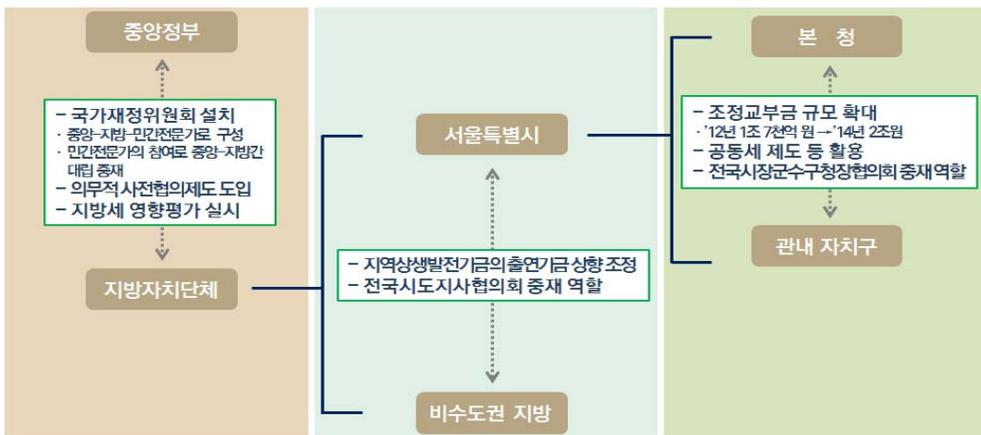 중앙정부
- 국가재정위원회 설치
· 중앙-지방-민간전문가로 구성
· 민간전문가의 참여로 중앙-지방간
대립 중재
- 의무적 사전협의제도 도입
- 지방세 영향평가 실시
지방자치단체
서울특별시
- 지역상생발전기금의 출연기금 상향 조정
- 전국시도지사협의회 중재 역할
비수도권 지방
본 청
- 조정교부금 규모 확대
· '12년 1조 7천억 원→'14년 2조원
- 공동세 제도 등 활용
- 전국시장군수구청장협의회 중재 역할
관내 자치구